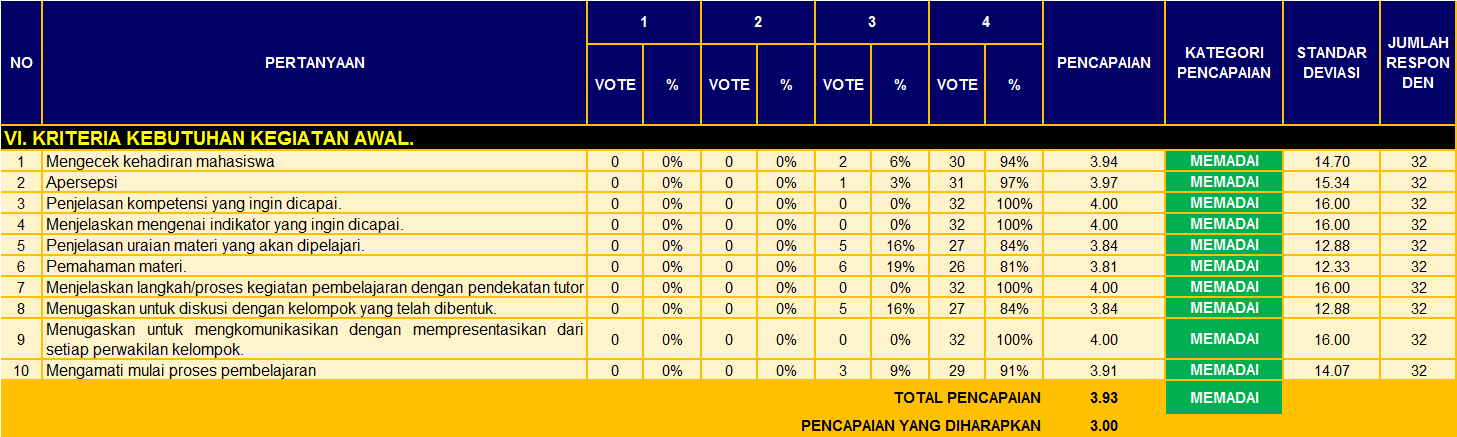 NO PERTANYAAN 1 2 3 4 PENCAPAIAN KATEGORI PENCAPAIAN STANDAR DEVIASI JUMLAH RESPON DEN
VOTE % VOTE % VOTE % VOTE %
VI. KRITERIA KEBUTUHAN KEGIATAN AWAL.
1 Mengecek kehadiran mahasiswa 0 0% 0 0% 2 6% 30 94% 3.94 MEMADAI 14.70 32
2 Apersepsi 0 0% 0 0% 1 3% 31 97% 3.97 MEMADAI 15.34 32
3 Penjelasan kompetensi yang ingin dicapai. 0 0% 0 0% 0 0% 32 100% 4.00 MEMADAI 16.00 32
4 Menjelaskan mengenai indikator yang ingin dicapai. 0 0% 0 0% 0 0% 32 100% 4.00 MEMADAI 16.00 32
5 Penjelasan uraian materi yang akan dipelajari. 0 0% 0 0% 5 16% 27 84% 3.84 MEMADAI 12.88 32
6 Pemahaman materi. 0 0% 0 0% 6 19% 26 81% 3.81 MEMADAI 12.33 32
7 Menjelaskan langkah/proses kegiatan pembelajaran dengan pendekatan tutor 0 0% 0 0% 0 0% 32 100% 4.00 MEMADAI 16.00 32
8 Menugaskan untuk diskusi dengan kelompok yang telah dibentuk. 0 0% 0 0% 5 16% 27 84% 3.84 MEMADAI 12.88 32
9 Menugaskan untuk mengkomunikasikan dengan mempresentasikan dari
setiap perwakilan kelompok. 0 0% 0 0% 0 0% 32 100% 4.00 MEMADAI 16.00 32
10 Mengamati mulai proses pembelajaran 0 0% 0 0% 3 9% 29 91% 3.91 MEMADAI 14.07 32
TOTAL PENCAPAIAN 3.93 MEMADAI
PENCAPAIAN YANG DIHARAPKAN 3.00